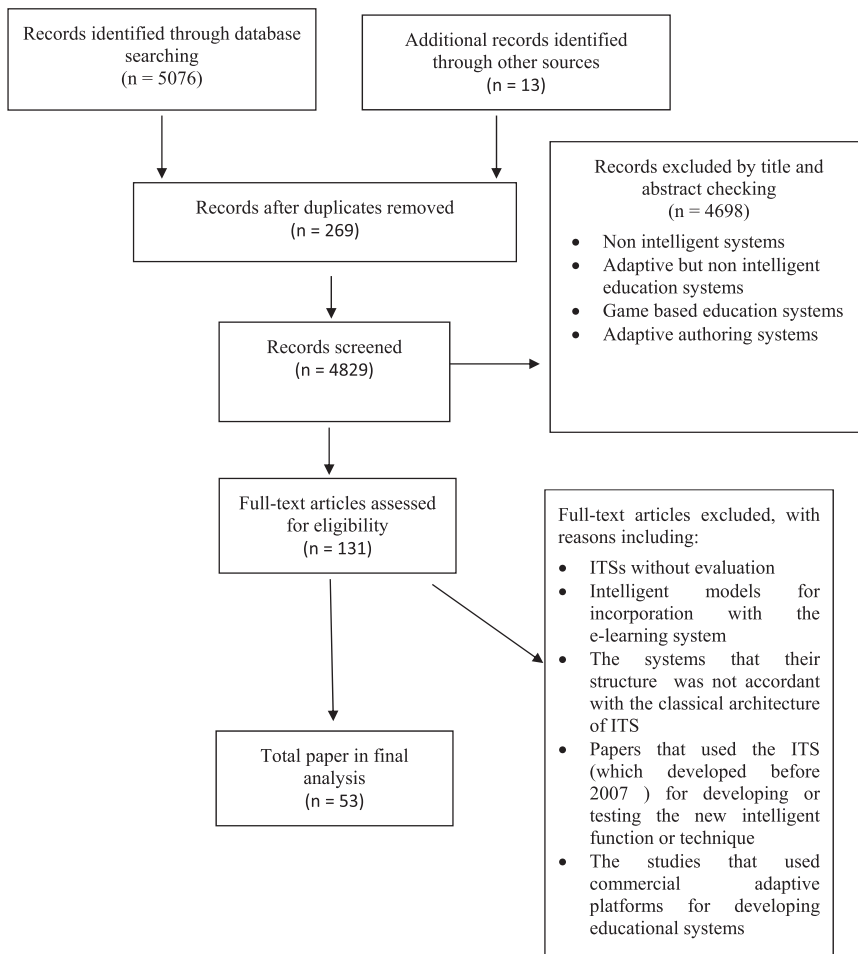 Records identified through database
searching
(n = 5076)
Additional records identified
through other sources
(n = 13)
Records after duplicates removed
(n = 269)
Records excluded by title and
abstract checking
(n = 4698)
• Non intelligent systems
• Adaptive but non intelligent
education systems
• Game based education systems
• Adaptive authoring systems
Records screened
(n = 4829)
Full-text articles assessed
for eligibility
(n = 131)
Full-text articles excluded, with
reasons including:
• ITSs without evaluation
• Intelligent models for
incorporation with the
e-learning system
• The systems that their
structure was not accordant
with the classical architecture
of ITS
• Papers that used the ITS
(which developed before
2007 ) for developing or
testing the new intelligent
function or technique
• The studies that used
commercial adaptive
platforms for developing
educational systems
Total paper in final
analysis
(n = 53)